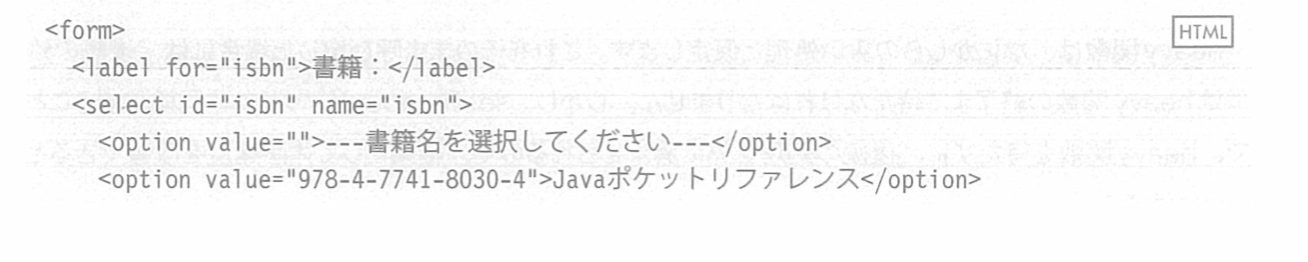 <form>
HTML
<label for="isbn">書籍：</label>
<select id="isbn" name="isbn">
<option value="">---書籍名を選択してください---</option>
<option value="978-4-7741-8030-4">Javaポケットリファレンス</option>